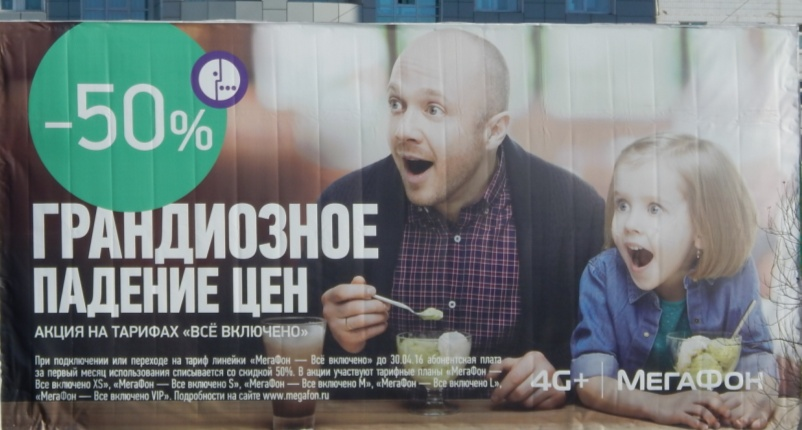 -50%
ГРАНДИОЗНОЕ
ПАДЕНИЕ ЦЕН
АКЦИЯ НА ТАРИФАХ «ВСЁ ВКЛЮЧЕНО»
При подключении или переходе на тариф линейки «МегаФон — Всё включено» до 30.04.16 абонентская плата
за первый месяц использования списывается со скидкой 50%. В акции участвуют тарифные планы «МегаФон —
Все включено XS», «МегаФон — Все включено S», «МегаФон — Все включено M», «МегаФон — Все включено L»,
«МегаФон — Все включено VIP». Подробности на сайте www.megafon.ru
4G+ | МЕГАФОН